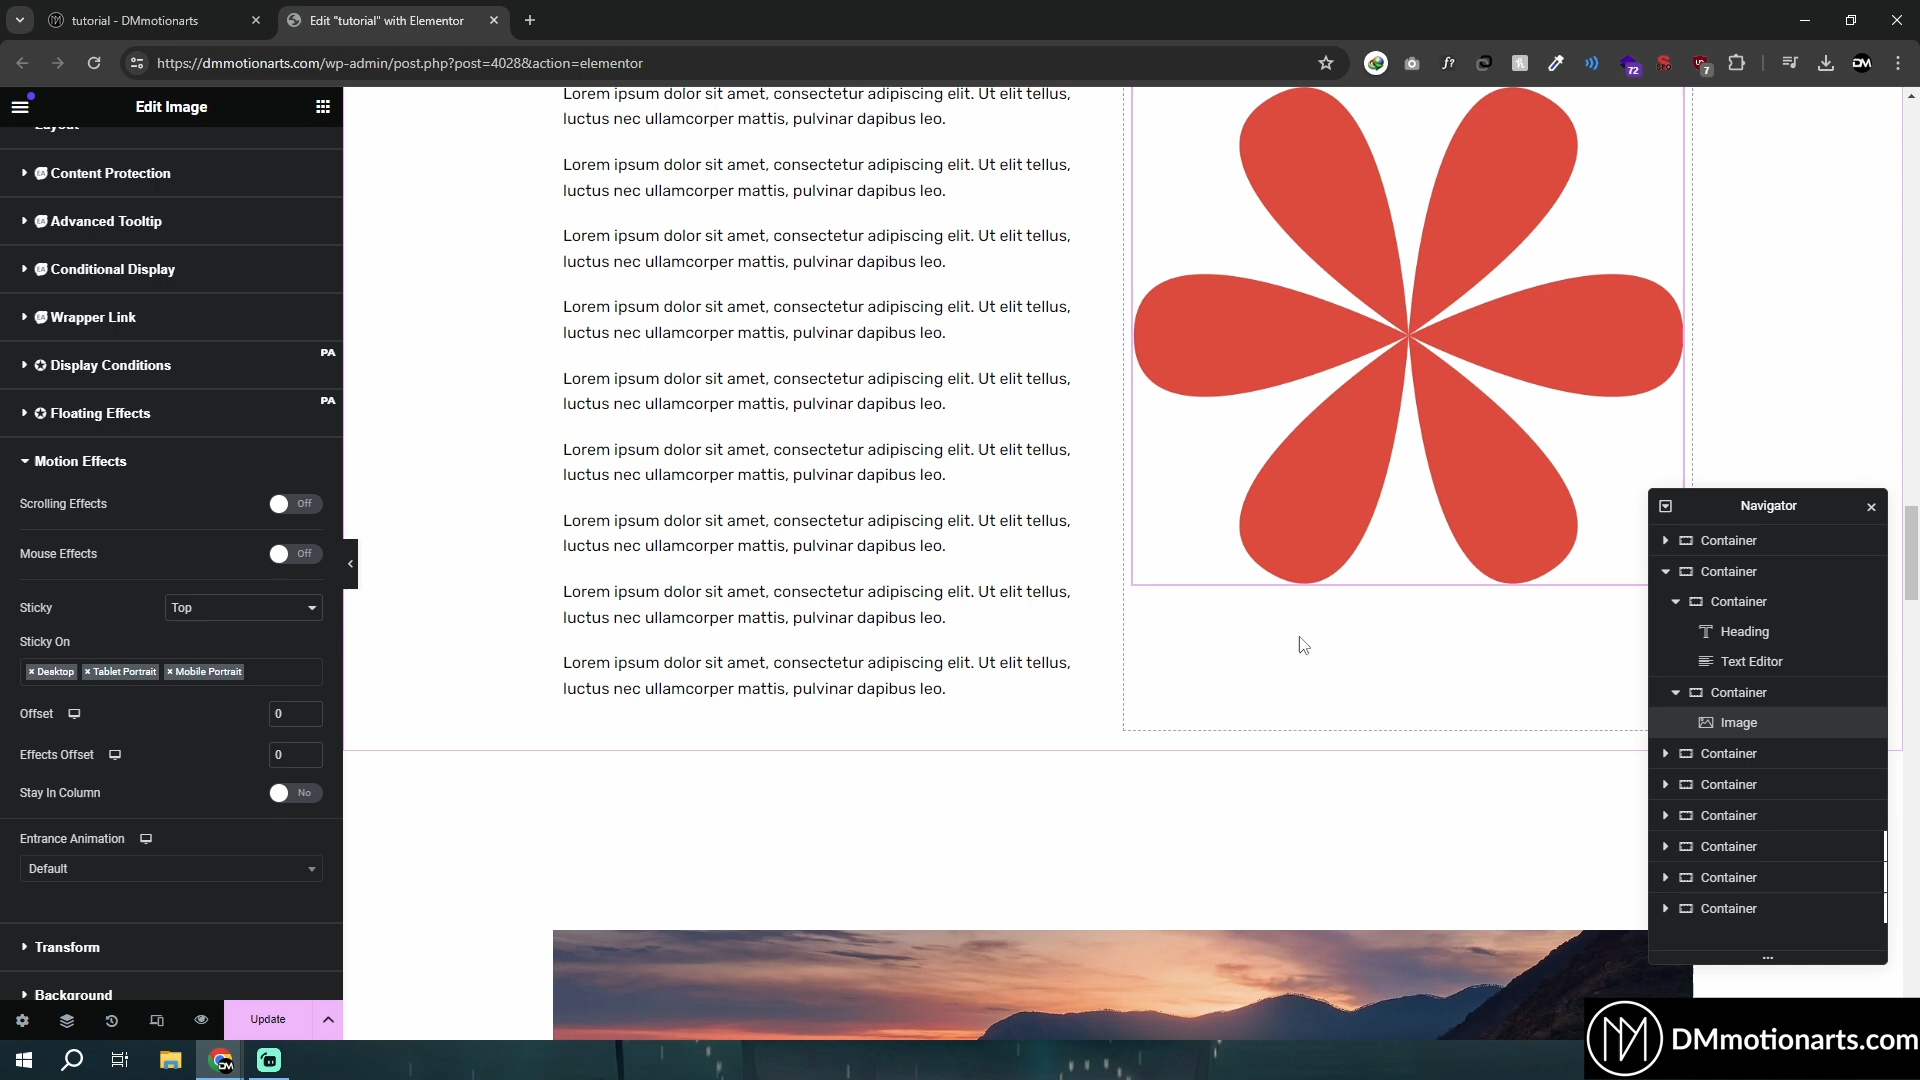 tutorial - DMmotionarts
Edit "tutorial" with Elementor
https://dmmotionarts.com/wp-admin/post.php?post=4028&action=elementor
f?
72
SEO
7
DM
Edit Image
Layout
Content Protection
Advanced Tooltip
Conditional Display
Wrapper Link
Display Conditions
PA
Floating Effects
PA
Motion Effects
Scrolling Effects
Off
Mouse Effects
Off
Sticky
Top
Sticky On
× Desktop × Tablet Portrait × Mobile Portrait
Offset
0
Effects Offset
0
Stay In Column
No
Entrance Animation
Default
Transform
Background
Update
Lorem ipsum dolor sit amet, consectetur adipiscing elit. Ut elit tellus,
luctus nec ullamcorper mattis, pulvinar dapibus leo.
Lorem ipsum dolor sit amet, consectetur adipiscing elit. Ut elit tellus,
luctus nec ullamcorper mattis, pulvinar dapibus leo.
Lorem ipsum dolor sit amet, consectetur adipiscing elit. Ut elit tellus,
luctus nec ullamcorper mattis, pulvinar dapibus leo.
Lorem ipsum dolor sit amet, consectetur adipiscing elit. Ut elit tellus,
luctus nec ullamcorper mattis, pulvinar dapibus leo.
Lorem ipsum dolor sit amet, consectetur adipiscing elit. Ut elit tellus,
luctus nec ullamcorper mattis, pulvinar dapibus leo.
Lorem ipsum dolor sit amet, consectetur adipiscing elit. Ut elit tellus,
luctus nec ullamcorper mattis, pulvinar dapibus leo.
Lorem ipsum dolor sit amet, consectetur adipiscing elit. Ut elit tellus,
luctus nec ullamcorper mattis, pulvinar dapibus leo.
Lorem ipsum dolor sit amet, consectetur adipiscing elit. Ut elit tellus,
luctus nec ullamcorper mattis, pulvinar dapibus leo.
Lorem ipsum dolor sit amet, consectetur adipiscing elit. Ut elit tellus,
luctus nec ullamcorper mattis, pulvinar dapibus leo.
Navigator
Container
Container
Container
Heading
Text Editor
Container
Image
Container
Container
Container
Container
Container
Container
DMmotionarts.com